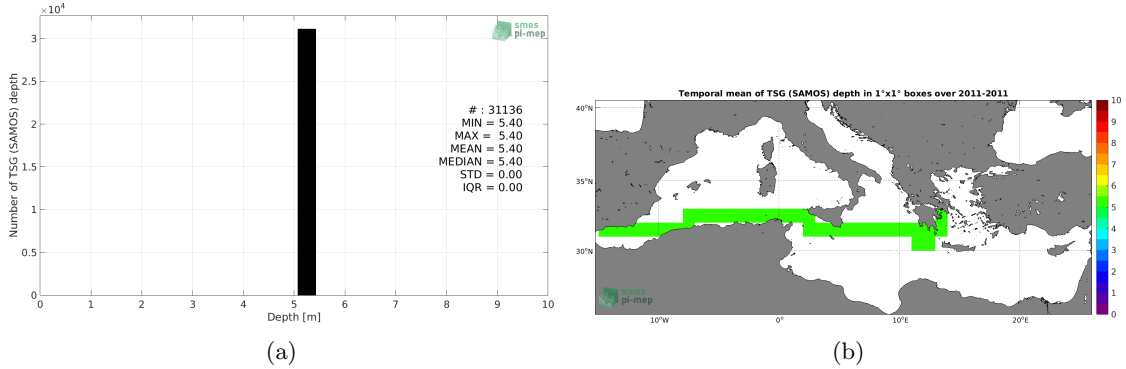 ×10⁴
3
2.5
2
1.5
1
0.5
0
Number of TSG (SAMOS) depth
smos
pi-mep
# : 31136
MIN = 5.40
MAX = 5.40
MEAN = 5.40
MEDIAN = 5.40
STD = 0.00
IQR = 0.00
0 1 2 3 4 5 6 7 8 9 10
Depth [m]
(a)
Temporal mean of TSG (SAMOS) depth in 1°x1° boxes over 2011-2011
40°N
35°N
30°N
10°W 0° 10°E 20°E
smos
pi-mep
10
9
8
7
6
5
4
3
2
1
0
(b)